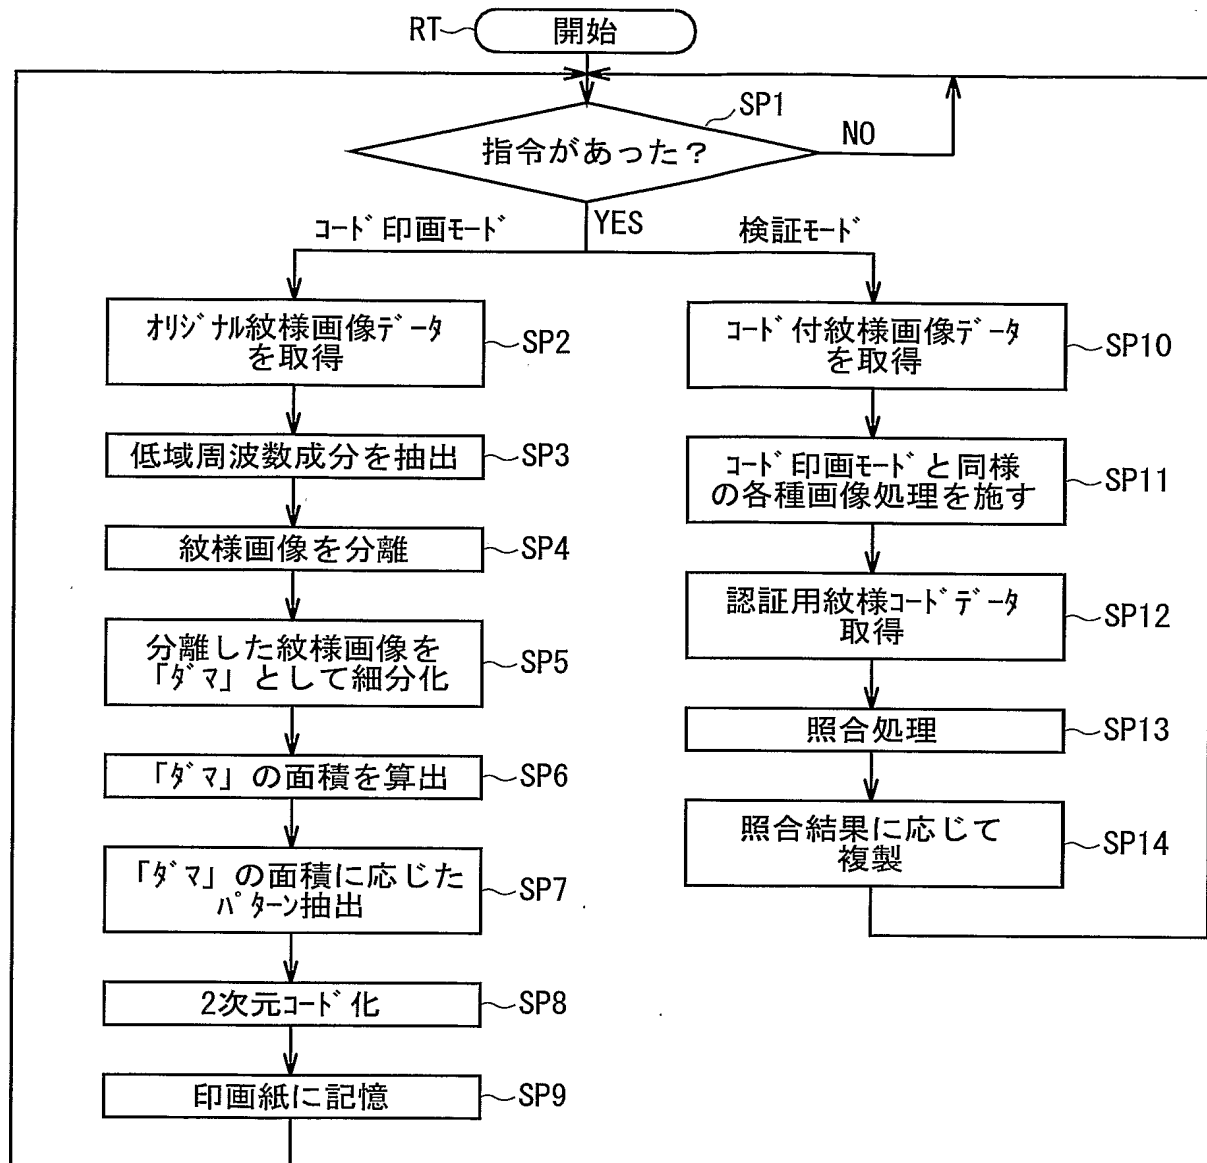 RT
開始
SP1
指令があった？
NO
YES
ｺｰﾄﾞ印画ﾓｰﾄﾞ
検証ﾓｰﾄﾞ
ｵﾘｼﾞﾅﾙ紋様画像ﾃﾞｰﾀ
を取得
SP2
低域周波数成分を抽出
SP3
紋様画像を分離
SP4
分離した紋様画像を
「ﾀﾞﾏ」として細分化
SP5
「ﾀﾞﾏ」の面積を算出
SP6
「ﾀﾞﾏ」の面積に応じた
ﾊﾟﾀｰﾝ抽出
SP7
2次元ｺｰﾄﾞ化
SP8
印画紙に記憶
SP9
ｺｰﾄﾞ付紋様画像ﾃﾞｰﾀ
を取得
SP10
ｺｰﾄﾞ印画ﾓｰﾄﾞと同様
の各種画像処理を施す
SP11
認証用紋様ｺｰﾄﾞﾃﾞｰﾀ
取得
SP12
照合処理
SP13
照合結果に応じて
複製
SP14